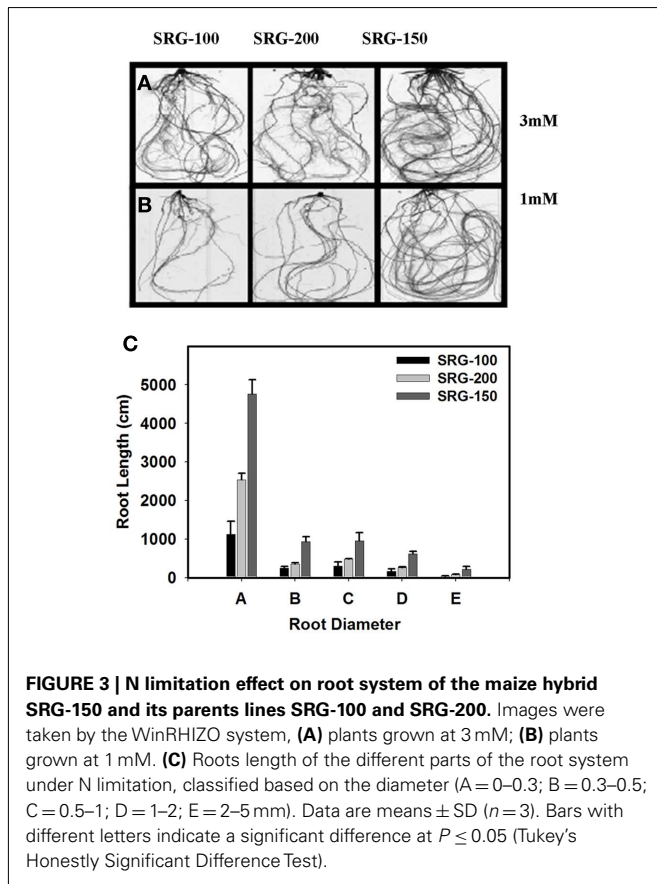 SRG-100 SRG-200 SRG-150
A
3mM
B
1mM
C
SRG-100
SRG-200
SRG-150
5000
4000
3000
2000
1000
0
Root Length (cm)
A B C D E
Root Diameter
FIGURE 3 | N limitation effect on root system of the maize hybrid
SRG-150 and its parents lines SRG-100 and SRG-200. Images were
taken by the WinRHIZO system, (A) plants grown at 3 mM; (B) plants
grown at 1 mM. (C) Roots length of the different parts of the root system
under N limitation, classified based on the diameter (A = 0–0.3; B = 0.3–0.5;
C = 0.5–1; D = 1–2; E = 2–5 mm). Data are means ± SD (n = 3). Bars with
different letters indicate a significant difference at P ≤ 0.05 (Tukey's
Honestly Significant Difference Test).